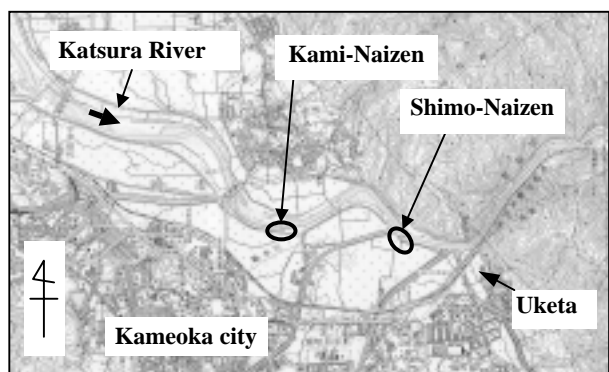 Katsura River
Kami-Naizen
Shimo-Naizen
Uketa
Kameoka city